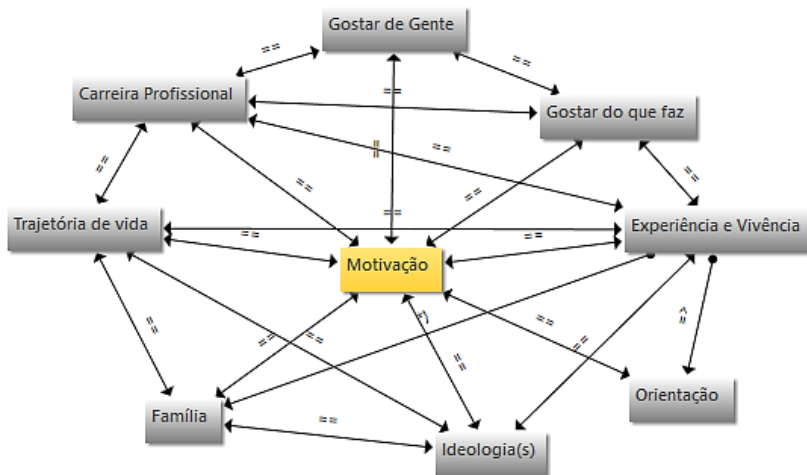 Gostar de Gente
==
==
Carreira Profissional
==
Gostar do que faz
==
==
==
==
==
==
Trajetória de vida
==
Experiência e Vivência
==
==
Motivação
==
==
==
==
==
==
Orientação
Família
==
Ideologia(s)